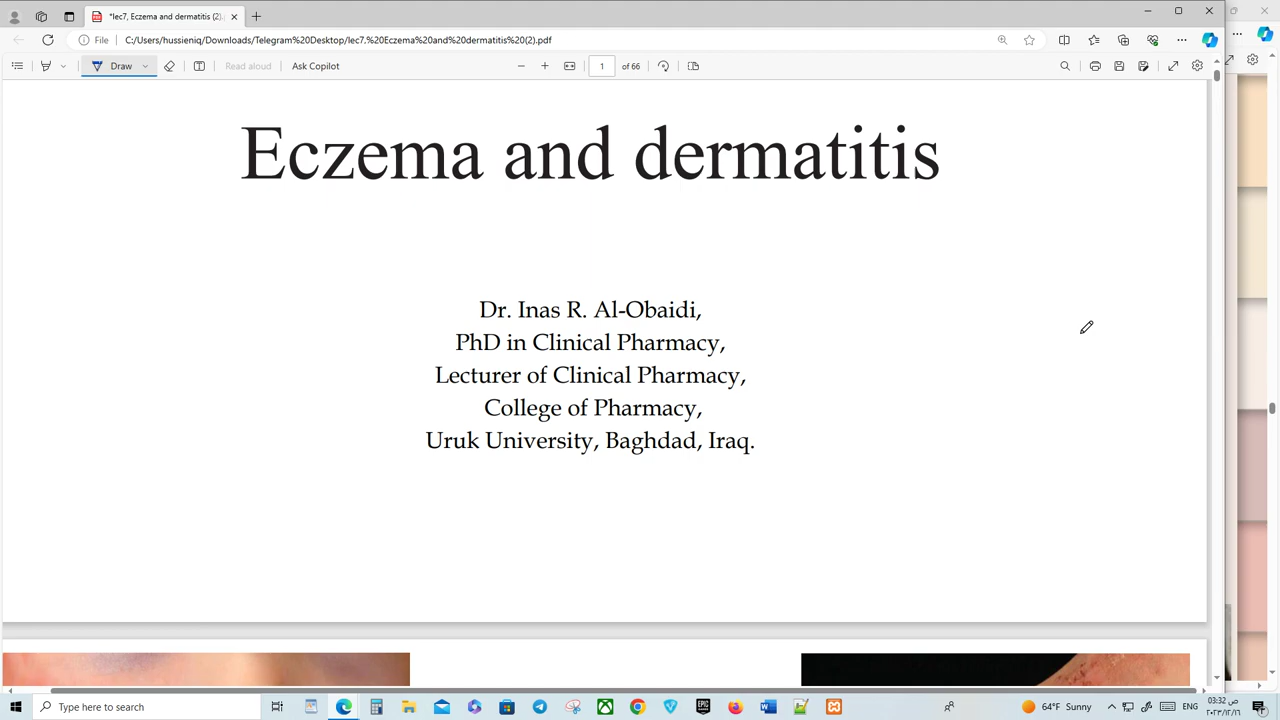 *lec7, Eczema and dermatitis (2).
File
C:/Users/hussieniq/Downloads/Telegram%20Desktop/lec7,%20Eczema%20and%20dermatitis%20(2).pdf
Draw
Read aloud
Ask Copilot
1
of 66
Eczema and dermatitis
Dr. Inas R. Al-Obaidi,
PhD in Clinical Pharmacy,
Lecturer of Clinical Pharmacy,
College of Pharmacy,
Uruk University, Baghdad, Iraq.
Type here to search
64°F Sunny
ENG
03:32 ص